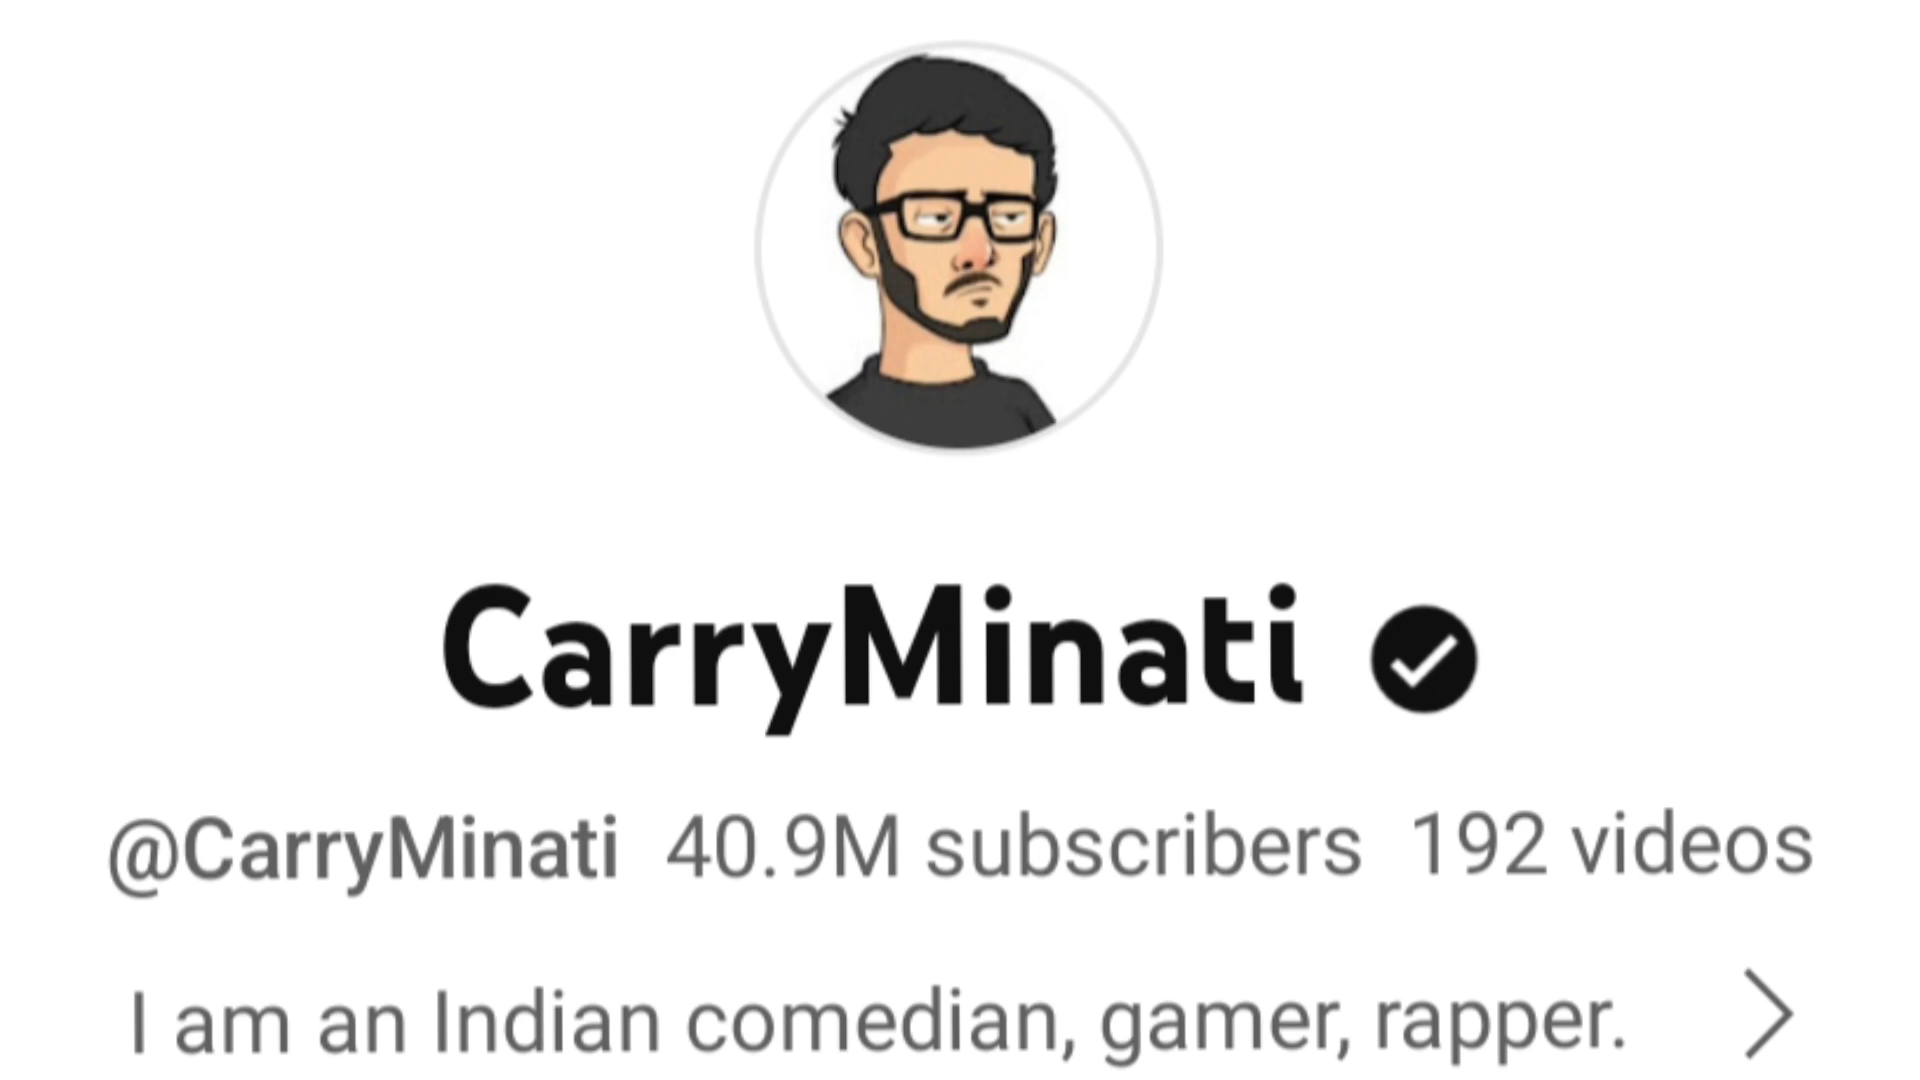 CarryMinati
@CarryMinati 40.9M subscribers 192 videos
I am an Indian comedian, gamer, rapper.